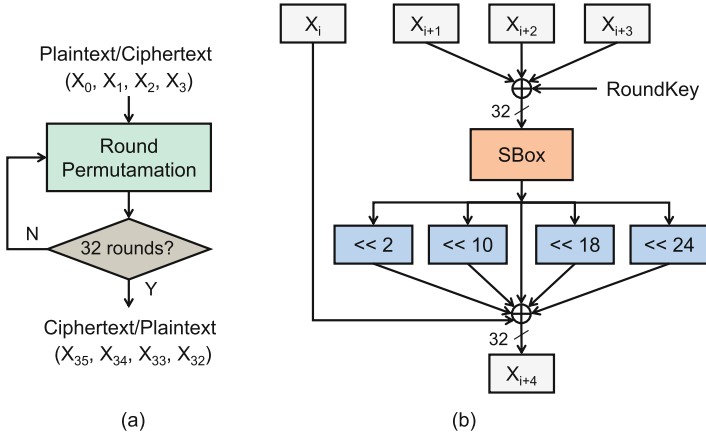 Plaintext/Ciphertext
(X0, X1, X2, X3)
Round
Permutamation
32 rounds?
N
Y
Ciphertext/Plaintext
(X35, X34, X33, X32)
(a)
Xi
Xi+1
Xi+2
Xi+3
RoundKey
32
SBox
<< 2
<< 10
<< 18
<< 24
32
Xi+4
(b)